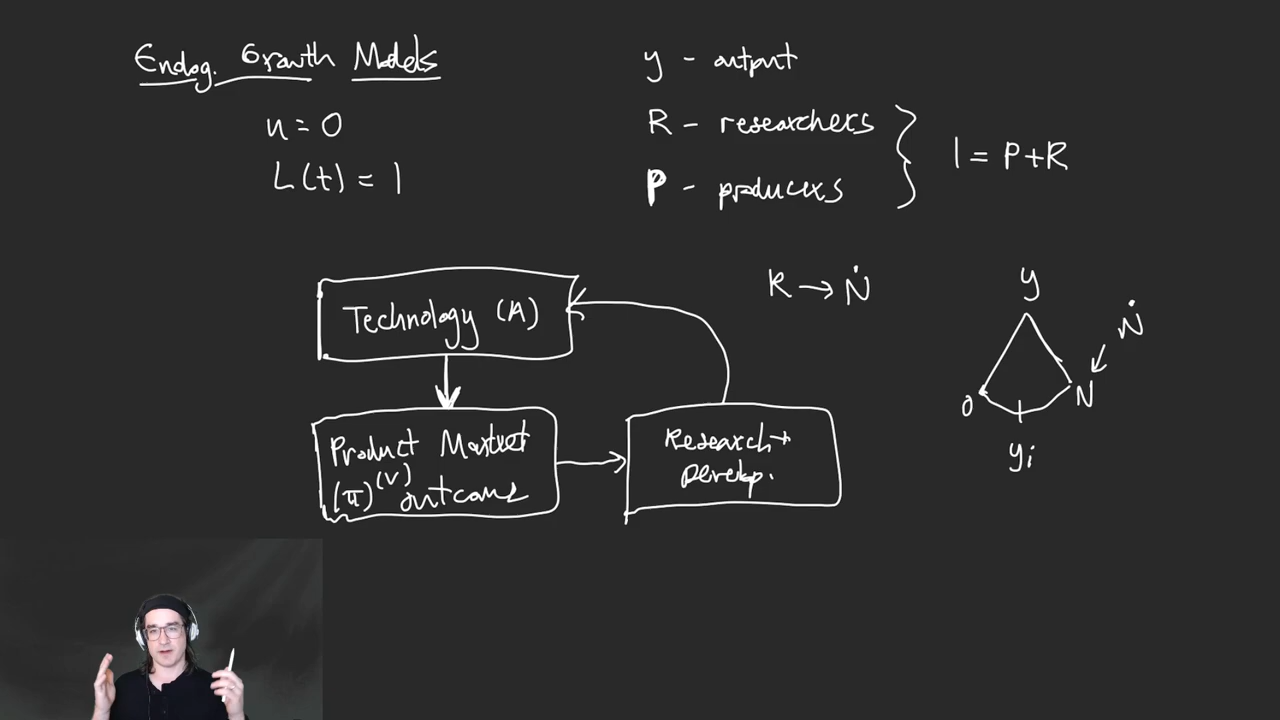 Endog. Growth Models
n = 0
L(t) = 1
y - output
R - researchers
P - producers
1 = P+R
Technology (A)
Product Market
(π) (V) outcome
Research +
Develop.
R → Ṅ
y
Ṅ
0
N
yi